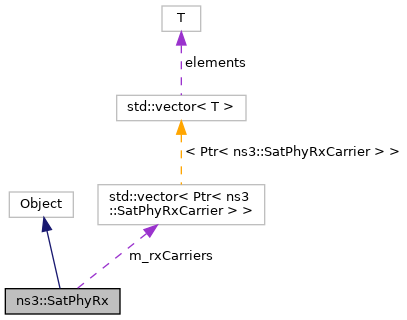 T
elements
std::vector< T >
< Ptr< ns3::SatPhyRxCarrier > >
std::vector< Ptr< ns3
::SatPhyRxCarrier > >
Object
m_rxCarriers
ns3::SatPhyRx